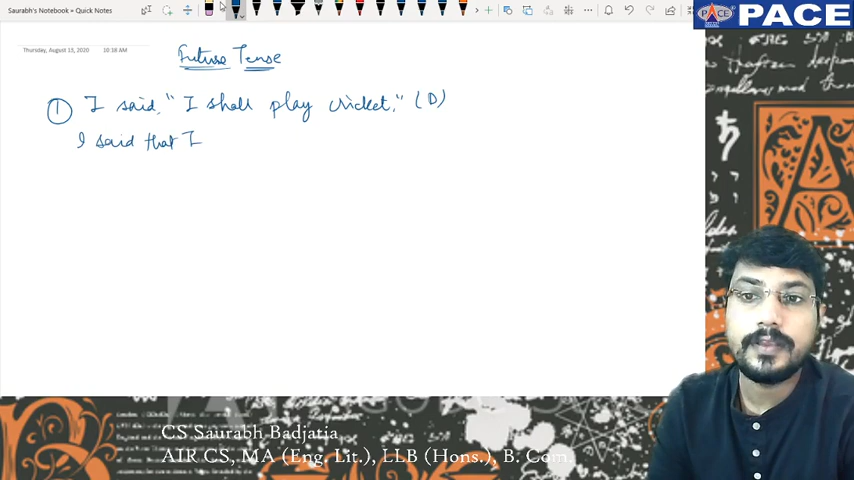 Saurabh's Notebook » Quick Notes
PACE
PACE
Thursday, August 13, 2020 10:18 AM
Future Tense
① I said, "I shall play cricket." (D)
I said that I
A
CS Saurabh Badjatia
AIR CS, MA (Eng. Lit.), LLB (Hons.), B. Com.